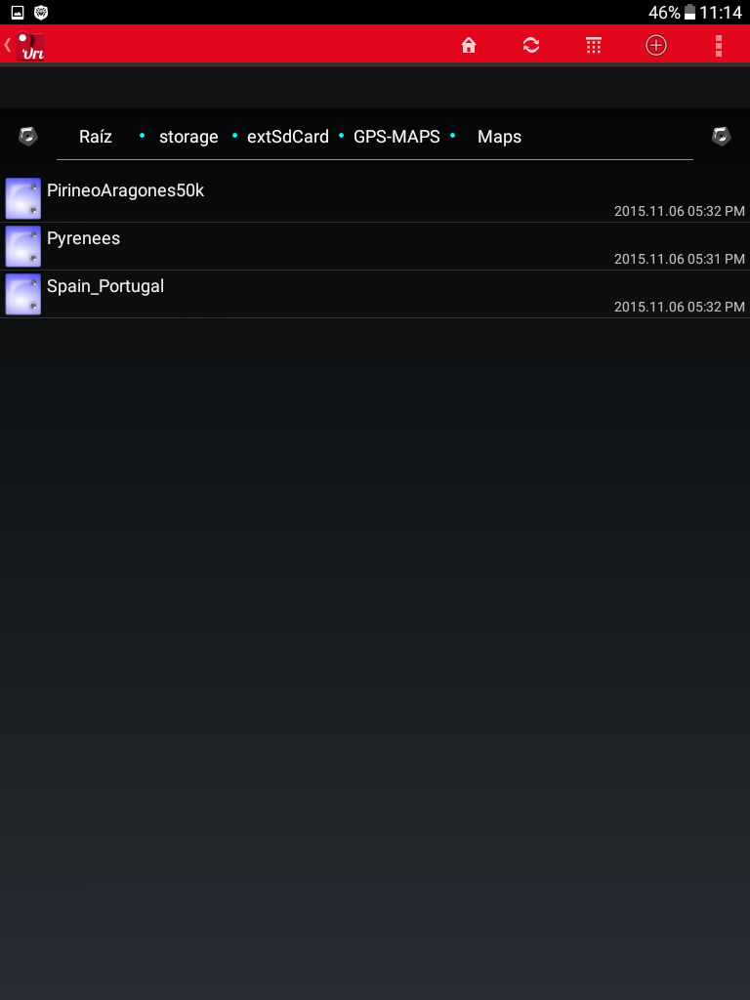 46% 11:14
'Uri
Raíz • storage • extSdCard • GPS-MAPS • Maps
PirineoAragones50k
2015.11.06 05:32 PM
Pyrenees
2015.11.06 05:31 PM
Spain_Portugal
2015.11.06 05:32 PM